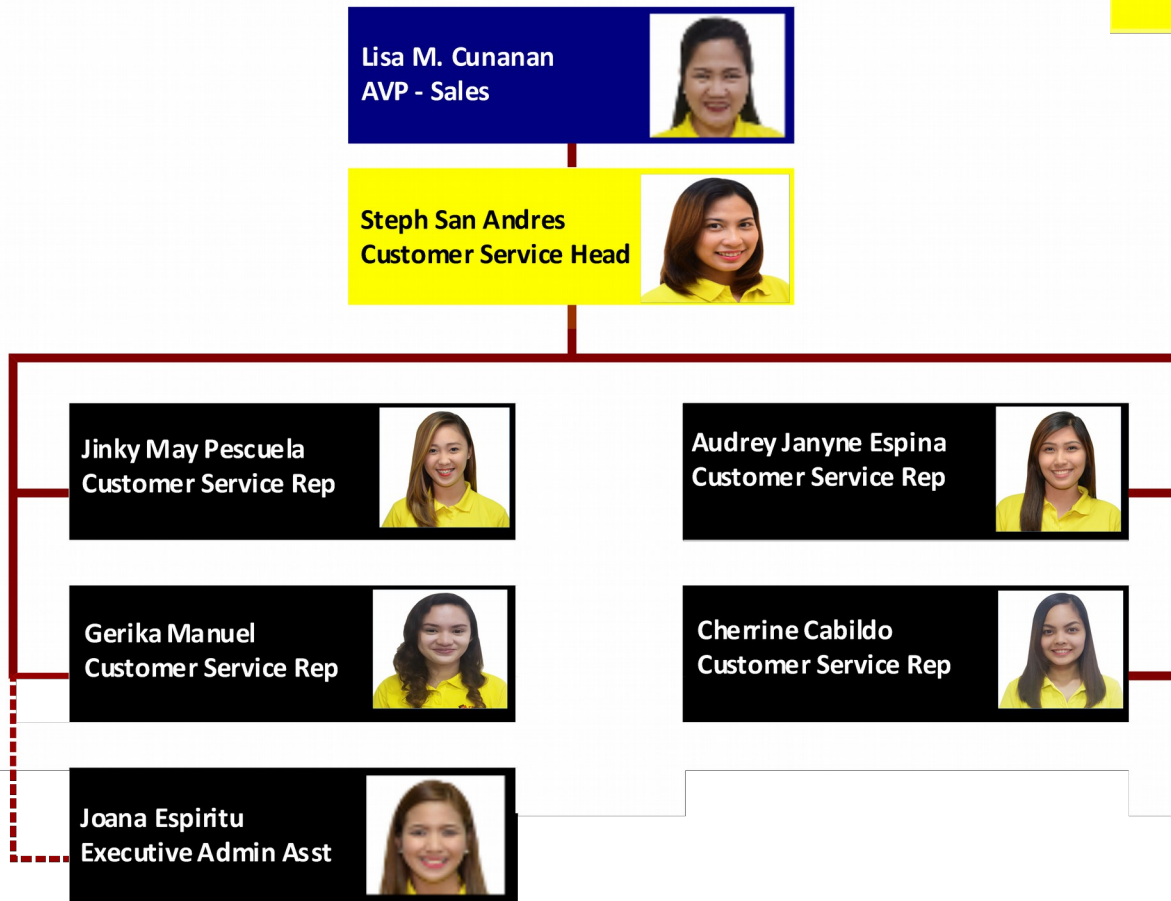 Lisa M. Cunanan
AVP - Sales
Steph San Andres
Customer Service Head
Jinky May Pescuela
Customer Service Rep
Audrey Janyne Espina
Customer Service Rep
Gerika Manuel
Customer Service Rep
Cherrine Cabildo
Customer Service Rep
Joana Espiritu
Executive Admin Asst